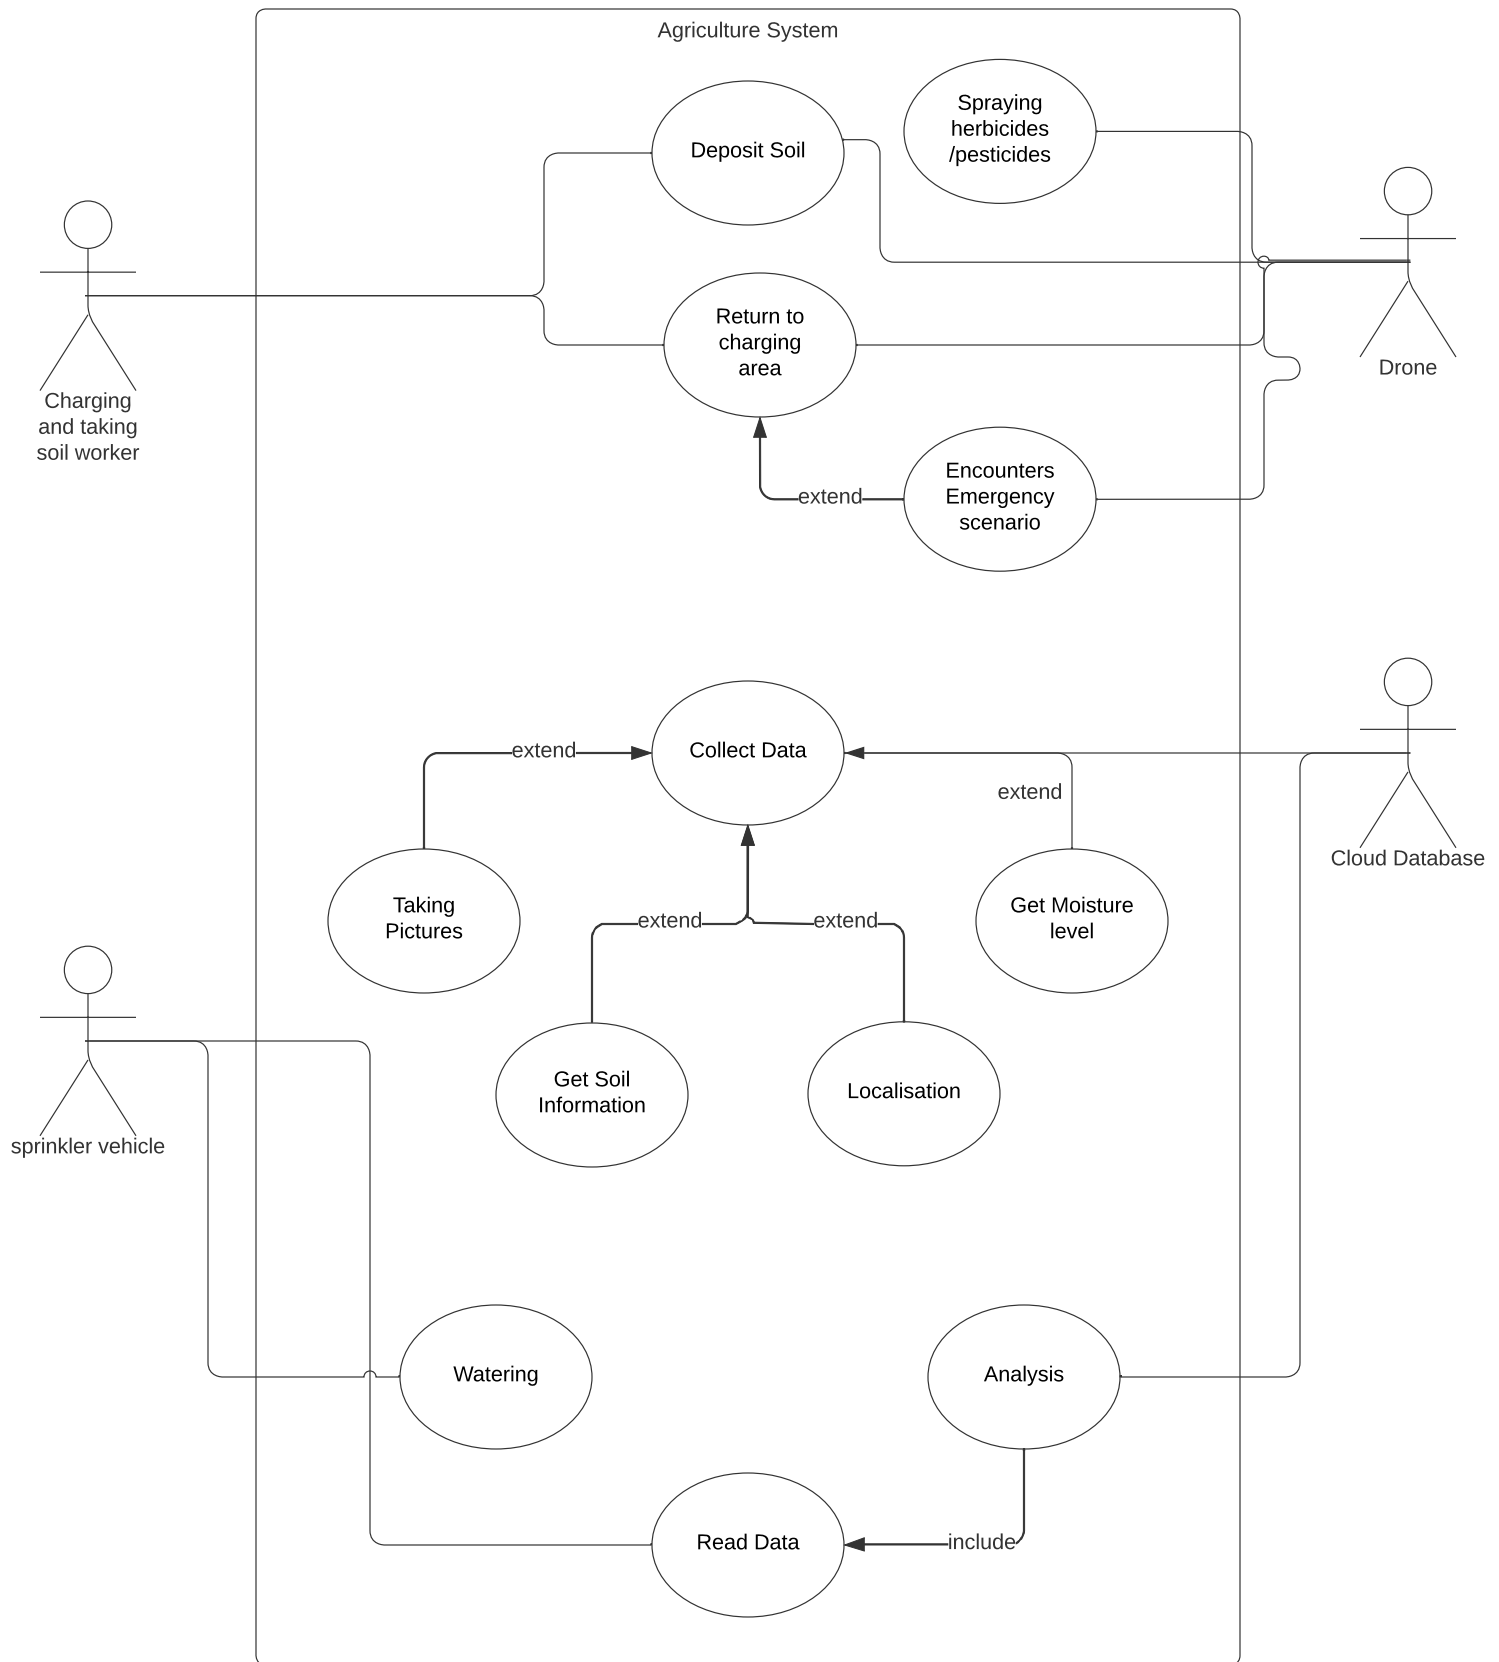 Agriculture System
Spraying
herbicides
/pesticides
Deposit Soil
Return to
charging
area
Drone
Charging
and taking
soil worker
Encounters
Emergency
scenario
extend
Collect Data
extend
extend
Cloud Database
Taking
Pictures
extend
extend
Get Moisture
level
Get Soil
Information
Localisation
sprinkler vehicle
Watering
Analysis
Read Data
include